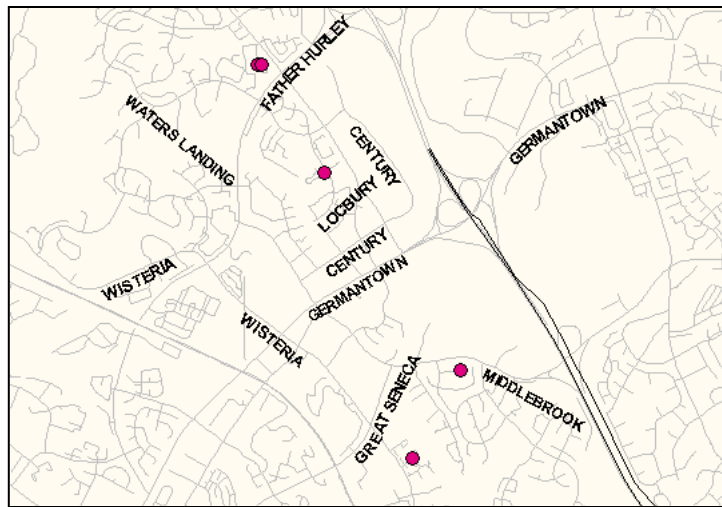 FATHER HURLEY
WATERS LANDING
GERMANTOWN
CENTURY
LOCBURY
CENTURY
WISTERIA
GERMANTOWN
WISTERIA
GREAT SENECA
MIDDLEBROOK